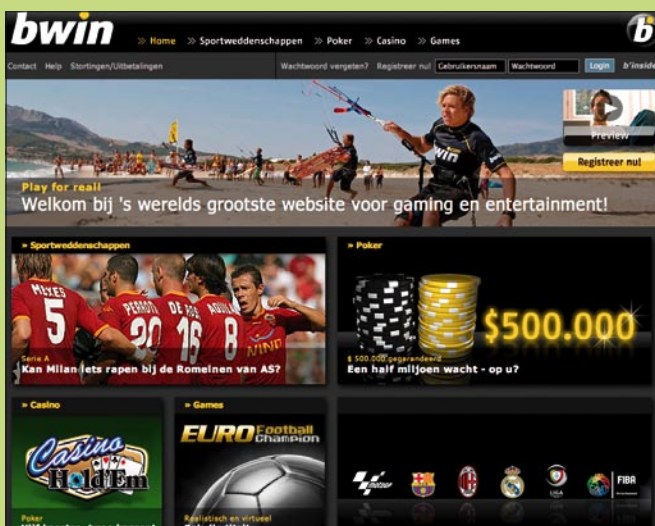 bwin
» Home » Sportweddenschappen » Poker » Casino » Games
b
Contact Help Stortingen/Uitbetalingen Wachtwoord vergeten? Registreer nu! Gebruikersnaam Wachtwoord Login b'inside
bwin
Preview
Registreer nu!
Play for real!
Welkom bij 's werelds grootste website voor gaming en entertainment!
» Sportweddenschappen
MEXES
5
PERROTTA
20
DE ROSSI
16
AQUILANI
8
WIND
Serie A
Kan Milan iets rapen bij de Romeinen van AS?
» Poker
$500.000
$ 500.000 gegarandeerd
Een half miljoen wacht - op u?
» Casino
Casino
Hold'Em
Poker
» Games
EURO Football
Champion
Realistisch en virtueel
LIGA
FIBA